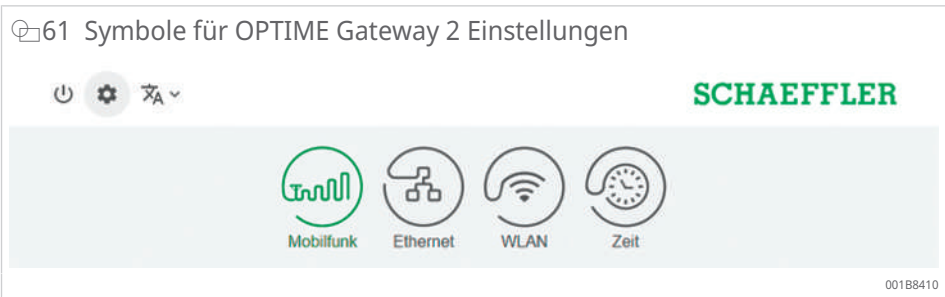 61 Symbole für OPTIME Gateway 2 Einstellungen
SCHAEFFLER
Mobilfunk Ethernet WLAN Zeit
001B8410